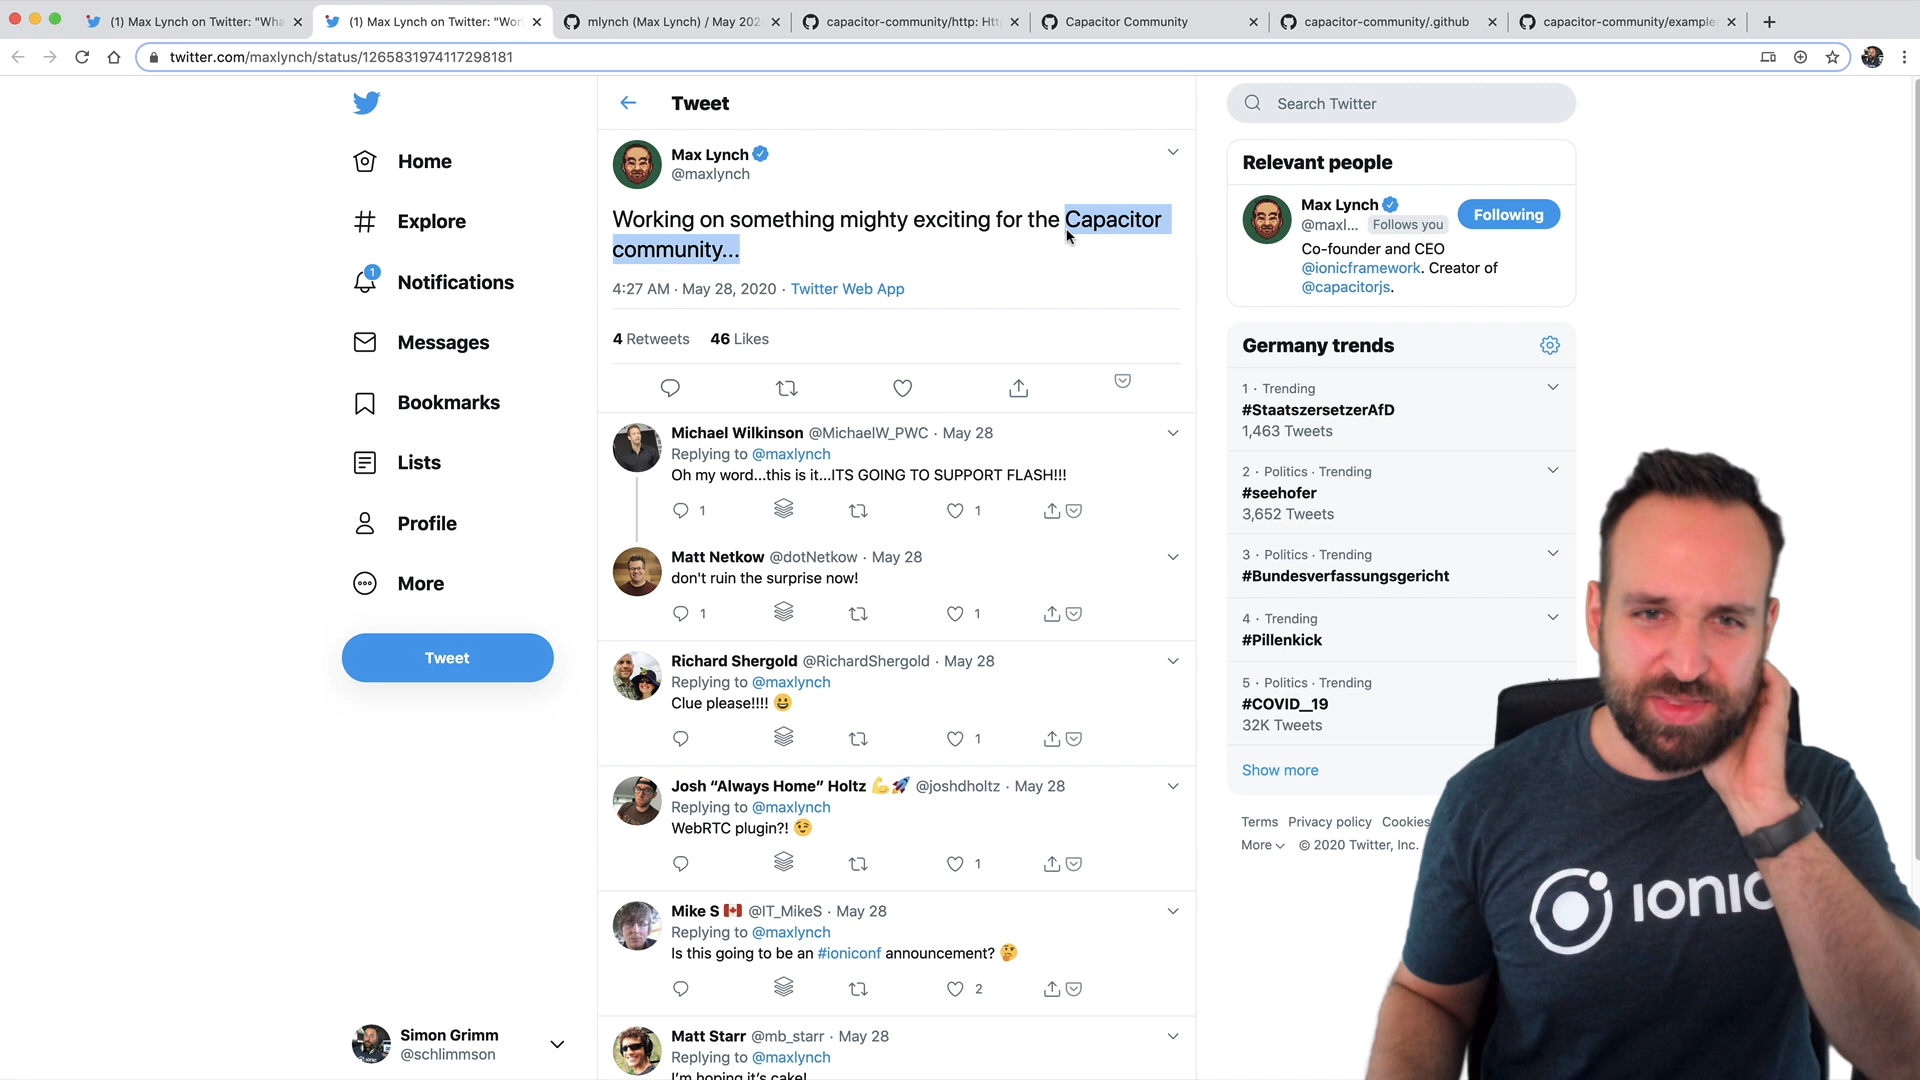 (1) Max Lynch on Twitter: "Wha
(1) Max Lynch on Twitter: "Wor
mlynch (Max Lynch) / May 202
capacitor-community/http: Htt
Capacitor Community
capacitor-community/.github
capacitor-community/example
twitter.com/maxlynch/status/1265831974117298181
Home
Explore
1
Notifications
Messages
Bookmarks
Lists
Profile
More
Tweet
Simon Grimm
@schlimmson
Tweet
Max Lynch
@maxlynch
Working on something mighty exciting for the Capacitor
community...
4:27 AM · May 28, 2020 · Twitter Web App
4 Retweets 46 Likes
Michael Wilkinson @MichaelW_PWC · May 28
Replying to @maxlynch
Oh my word...this is it...ITS GOING TO SUPPORT FLASH!!!
1 1
Matt Netkow @dotNetkow · May 28
don't ruin the surprise now!
1 1
Richard Shergold @RichardShergold · May 28
Replying to @maxlynch
Clue please!!!! 😀
1
Josh “Always Home” Holtz 💪🚀 @joshdholtz · May 28
Replying to @maxlynch
WebRTC plugin?! 😉
1
Mike S 🇨🇦 @IT_MikeS · May 28
Replying to @maxlynch
Is this going to be an #ioniconf announcement? 🤔
2
Matt Starr @mb_starr · May 28
Replying to @maxlynch
I'm hoping it's cake!
Search Twitter
Relevant people
Max Lynch
@maxl... Follows you
Following
Co-founder and CEO
@ionicframework. Creator of
@capacitorjs.
Germany trends
1 · Trending
#StaatszersetzerAfD
1,463 Tweets
2 · Politics · Trending
#seehofer
3,652 Tweets
3 · Politics · Trending
#Bundesverfassungsgericht
4 · Trending
#Pillenkick
5 · Politics · Trending
#COVID__19
32K Tweets
Show more
Terms Privacy policy Cookies
More © 2020 Twitter, Inc.
ionic